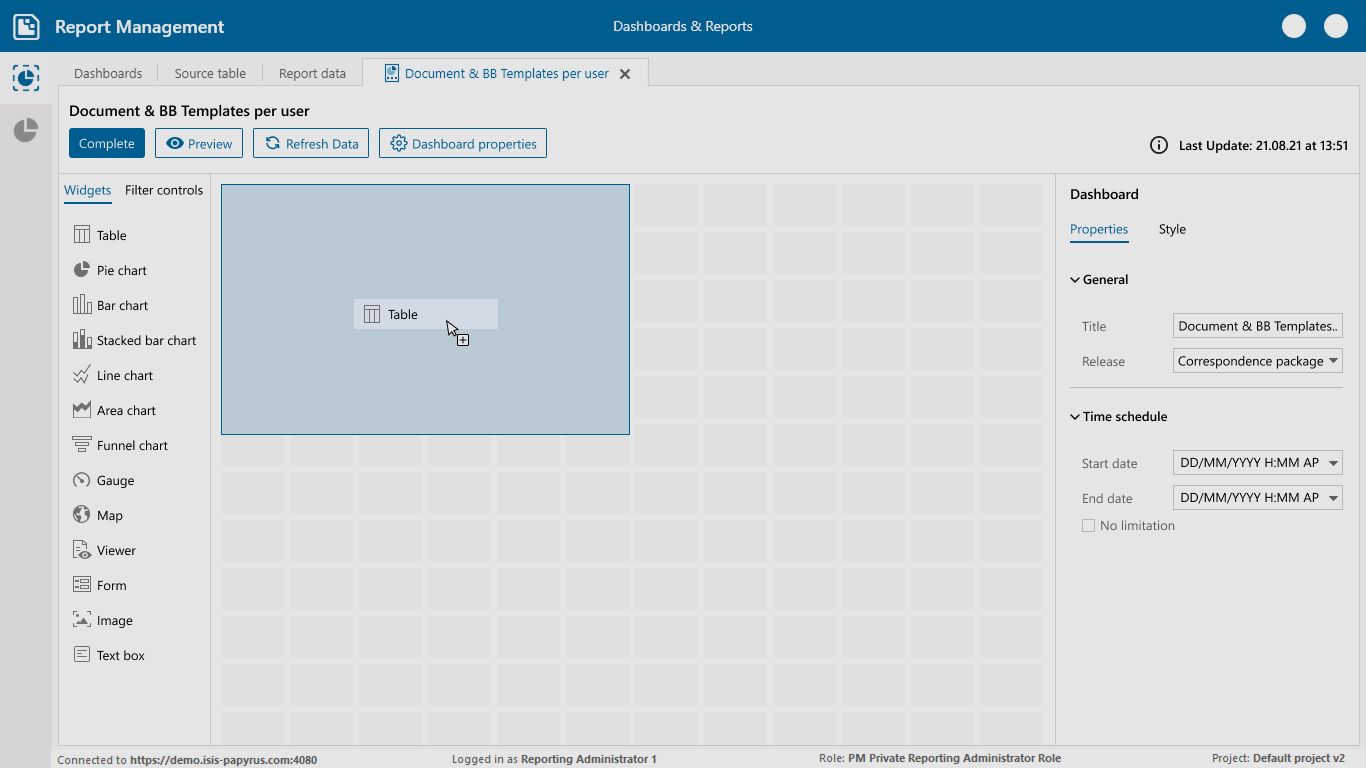 Report Management
Dashboards & Reports
Dashboards
Source table
Report data
Document & BB Templates per user
Document & BB Templates per user
Complete
Preview
Refresh Data
Dashboard properties
Last Update: 21.08.21 at 13:51
Widgets
Filter controls
Table
Pie chart
Bar chart
Stacked bar chart
Line chart
Area chart
Funnel chart
Gauge
Map
Viewer
Form
Image
Text box
Table
Dashboard
Properties
Style
General
Title
Document & BB Templates..
Release
Correspondence package
Time schedule
Start date
DD/MM/YYYY H:MM AP
End date
DD/MM/YYYY H:MM AP
No limitation
Connected to https://demo.isis-papyrus.com:4080
Logged in as Reporting Administrator 1
Role: PM Private Reporting Administrator Role
Project: Default project v2